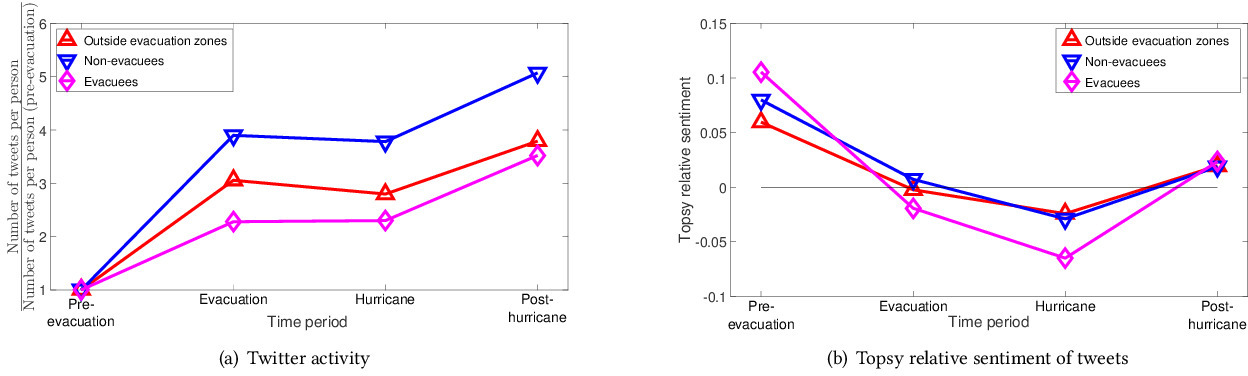 Number of tweets per person
Number of tweets per person (pre-evacuation)
6
5
4
3
2
1
Outside evacuation zones
Non-evacuees
Evacuees
Pre-
evacuation
Evacuation
Hurricane
Post-
hurricane
Time period
(a) Twitter activity
Topsy relative sentiment
0.15
0.1
0.05
0
-0.05
-0.1
Outside evacuation zones
Non-evacuees
Evacuees
Pre-
evacuation
Evacuation
Hurricane
Post-
hurricane
Time period
(b) Topsy relative sentiment of tweets